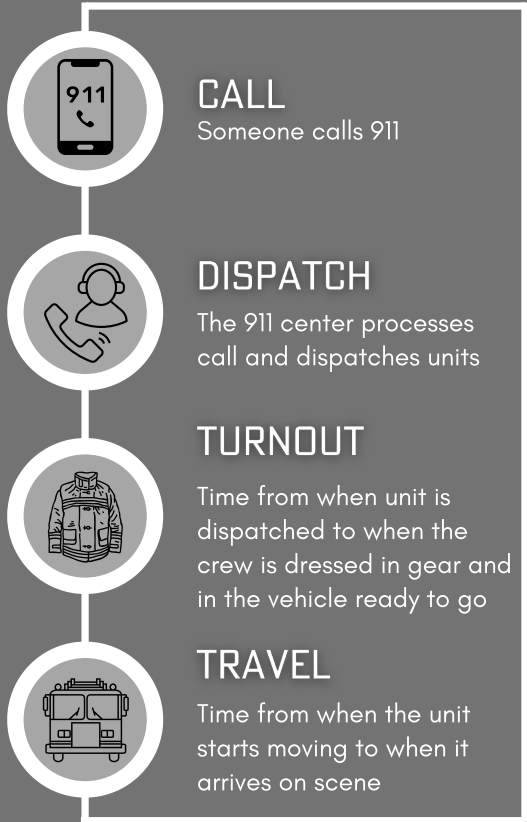 911
CALL
Someone calls 911
DISPATCH
The 911 center processes
call and dispatches units
TURNOUT
Time from when unit is
dispatched to when the
crew is dressed in gear and
in the vehicle ready to go
TRAVEL
Time from when the unit
starts moving to when it
arrives on scene